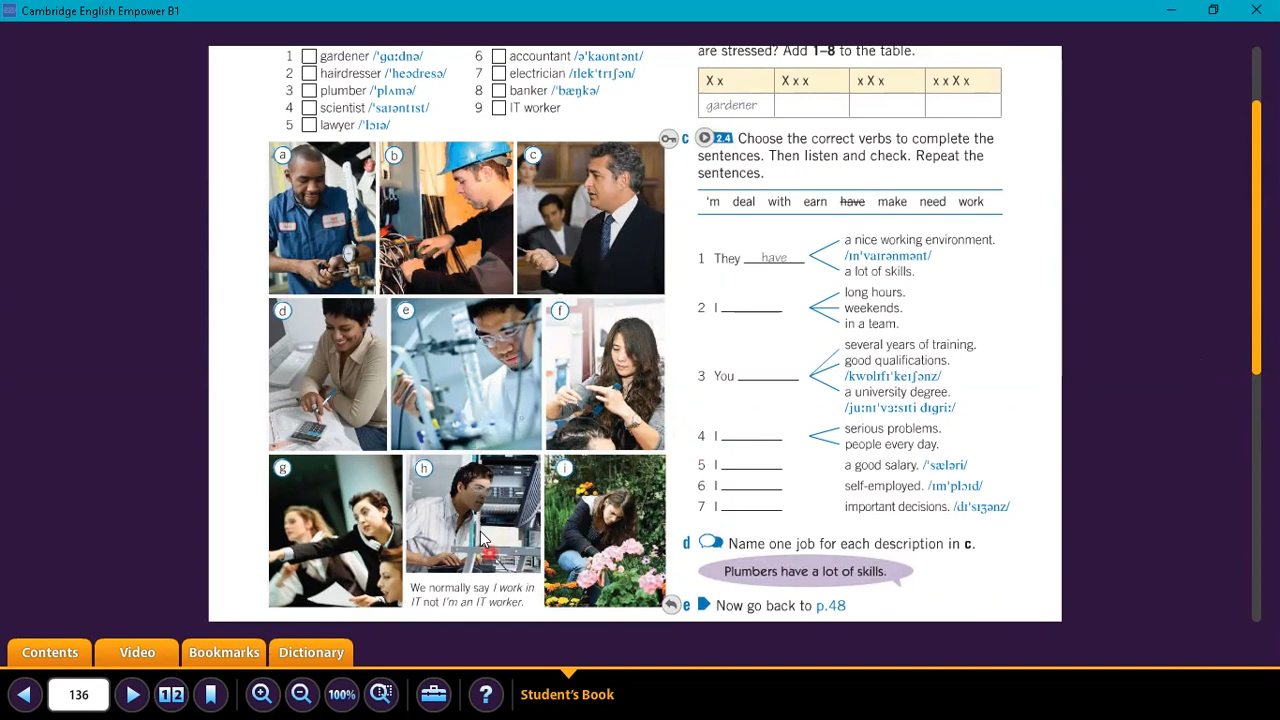 Cambridge English Empower B1
1 gardener /ˈɡɑːdnə/
2 hairdresser /ˈheədresə/
3 plumber /ˈplʌmə/
4 scientist /ˈsaɪəntɪst/
5 lawyer /ˈlɔɪə/
6 accountant /əˈkaʊntənt/
7 electrician /ɪlekˈtrɪʃən/
8 banker /ˈbæŋkə/
9 IT worker
a
b
c
d
e
f
g
h
i
We normally say I work in
IT not I'm an IT worker.
are stressed? Add 1–8 to the table.
X x X x x x X x x x X x
gardener
c 2.4 Choose the correct verbs to complete the
sentences. Then listen and check. Repeat the
sentences.
'm deal with earn have make need work
1 They have
a nice working environment.
/ɪnˈvaɪrənmənt/
a lot of skills.
2 I
long hours.
weekends.
in a team.
3 You
several years of training.
good qualifications.
/kwɒlɪfɪˈkeɪʃənz/
a university degree.
/juːnɪˈvɜːsɪti dɪɡriː/
4 I
serious problems.
people every day.
5 I a good salary. /ˈsæləri/
6 I self-employed. /ɪmˈplɔɪd/
7 I important decisions. /dɪˈsɪʒənz/
d Name one job for each description in c.
Plumbers have a lot of skills.
e Now go back to p.48
Contents Video Bookmarks Dictionary
136 12 100% ? Student's Book